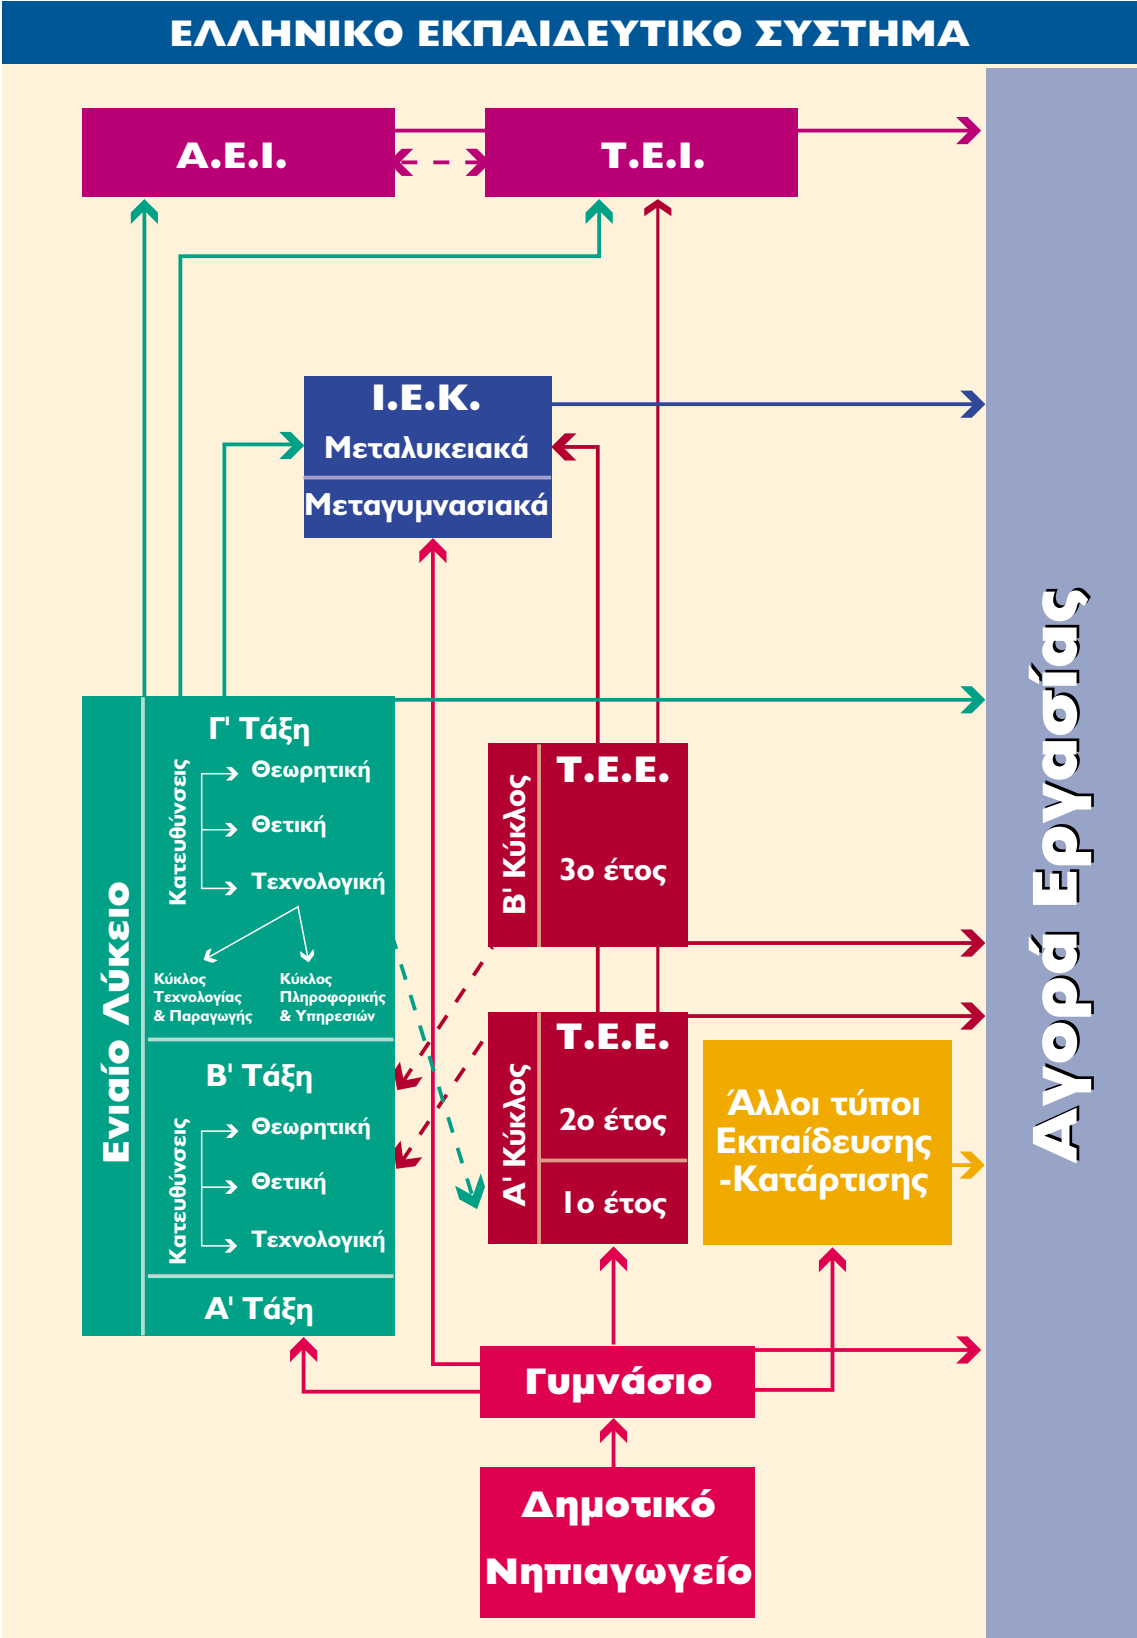 ΕΛΛΗΝΙΚΟ ΕΚΠΑΙΔΕΥΤΙΚΟ ΣΥΣΤΗΜΑ
Α.Ε.Ι.
Τ.Ε.Ι.
Ι.Ε.Κ.
Μεταλυκειακά
Μεταγυμνασιακά
Ενιαίο Λύκειο
Γ' Τάξη
Κατευθύνσεις
Θεωρητική
Θετική
Τεχνολογική
Κύκλος
Τεχνολογίας
& Παραγωγής
Κύκλος
Πληροφορικής
& Υπηρεσιών
Β' Τάξη
Κατευθύνσεις
Θεωρητική
Θετική
Τεχνολογική
Α' Τάξη
Β' Κύκλος
Τ.Ε.Ε.
3ο έτος
Α' Κύκλος
Τ.Ε.Ε.
2ο έτος
1ο έτος
Άλλοι τύποι
Εκπαίδευσης
-Κατάρτισης
Γυμνάσιο
Δημοτικό
Νηπιαγωγείο
Αγορά Εργασίας